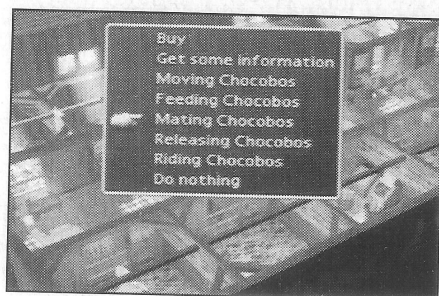 Buy
Get some information
Moving Chocobos
Feeding Chocobos
Mating Chocobos
Releasing Chocobos
Riding Chocobos
Do nothing